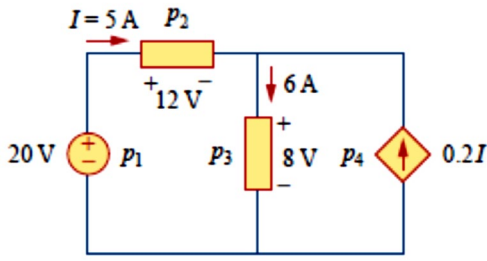 I = 5 A p2
+ 12 V −
6 A
20 V + − p1 p3 + 8 V − p4 0.2I